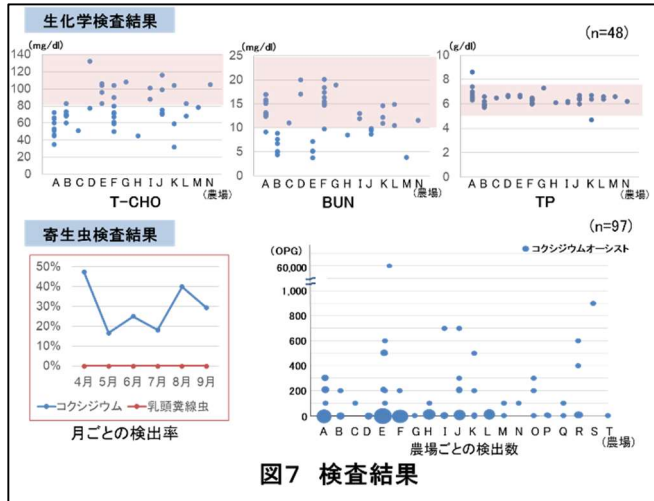 生化学検査結果
(n=48)
(mg/dl)
140
120
100
80
60
40
20
0
A B C D E F G H I J K L M N
(農場)
T-CHO
(mg/dl)
25
20
15
10
5
0
A B C D E F G H I J K L M N
(農場)
BUN
(g/dl)
10
8
6
4
2
0
A B C D E F G H I J K L M N
(農場)
TP
寄生虫検査結果
(n=97)
50%
40%
30%
20%
10%
0%
4月 5月 6月 7月 8月 9月
コクシジウム 乳頭糞線虫
月ごとの検出率
(OPG)
コクシジウムオーシスト
60,000
1,000
800
600
400
200
0
A B C D E F G H I J K L M N O P Q R S T
(農場)
農場ごとの検出数
図7 検査結果